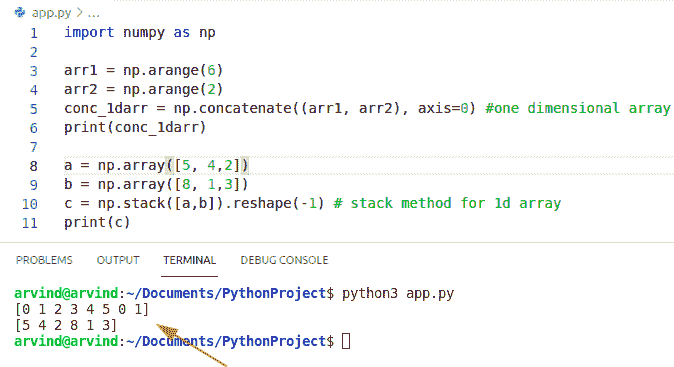 app.py > ...
1 import numpy as np
2
3 arr1 = np.arange(6)
4 arr2 = np.arange(2)
5 conc_1darr = np.concatenate((arr1, arr2), axis=0) #one dimensional array
6 print(conc_1darr)
7
8 a = np.array([5, 4,2])
9 b = np.array([8, 1,3])
10 c = np.stack([a,b]).reshape(-1) # stack method for 1d array
11 print(c)
PROBLEMS OUTPUT TERMINAL DEBUG CONSOLE
arvind@arvind:~/Documents/PythonProject$ python3 app.py
[0 1 2 3 4 5 0 1]
[5 4 2 8 1 3]
arvind@arvind:~/Documents/PythonProject$